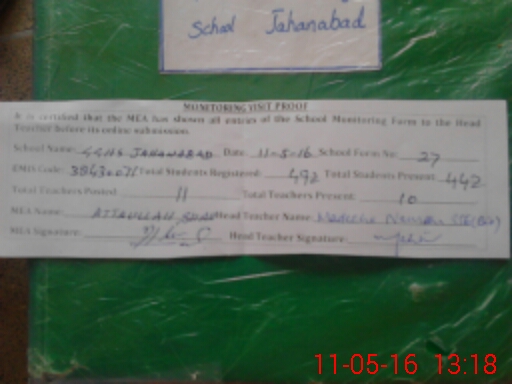 School Jahanabad
MONITORING VISIT PROOF
It is certified that the MEA has shown all entries of the School Monitoring Form to the Head
Teacher before its online submission.
School Name: GGHS JAHANABAD Date 11-5-16 School Form No: 27
EMIS Code: Total Students Registered: 492 Total Students Present: 442
Total Teachers Posted 11 Total Teachers Present: 10
MEA Name: ATTAULLAH Head Teacher Name:
MEA Signature: Head Teacher Signature:
11-05-16 13:18